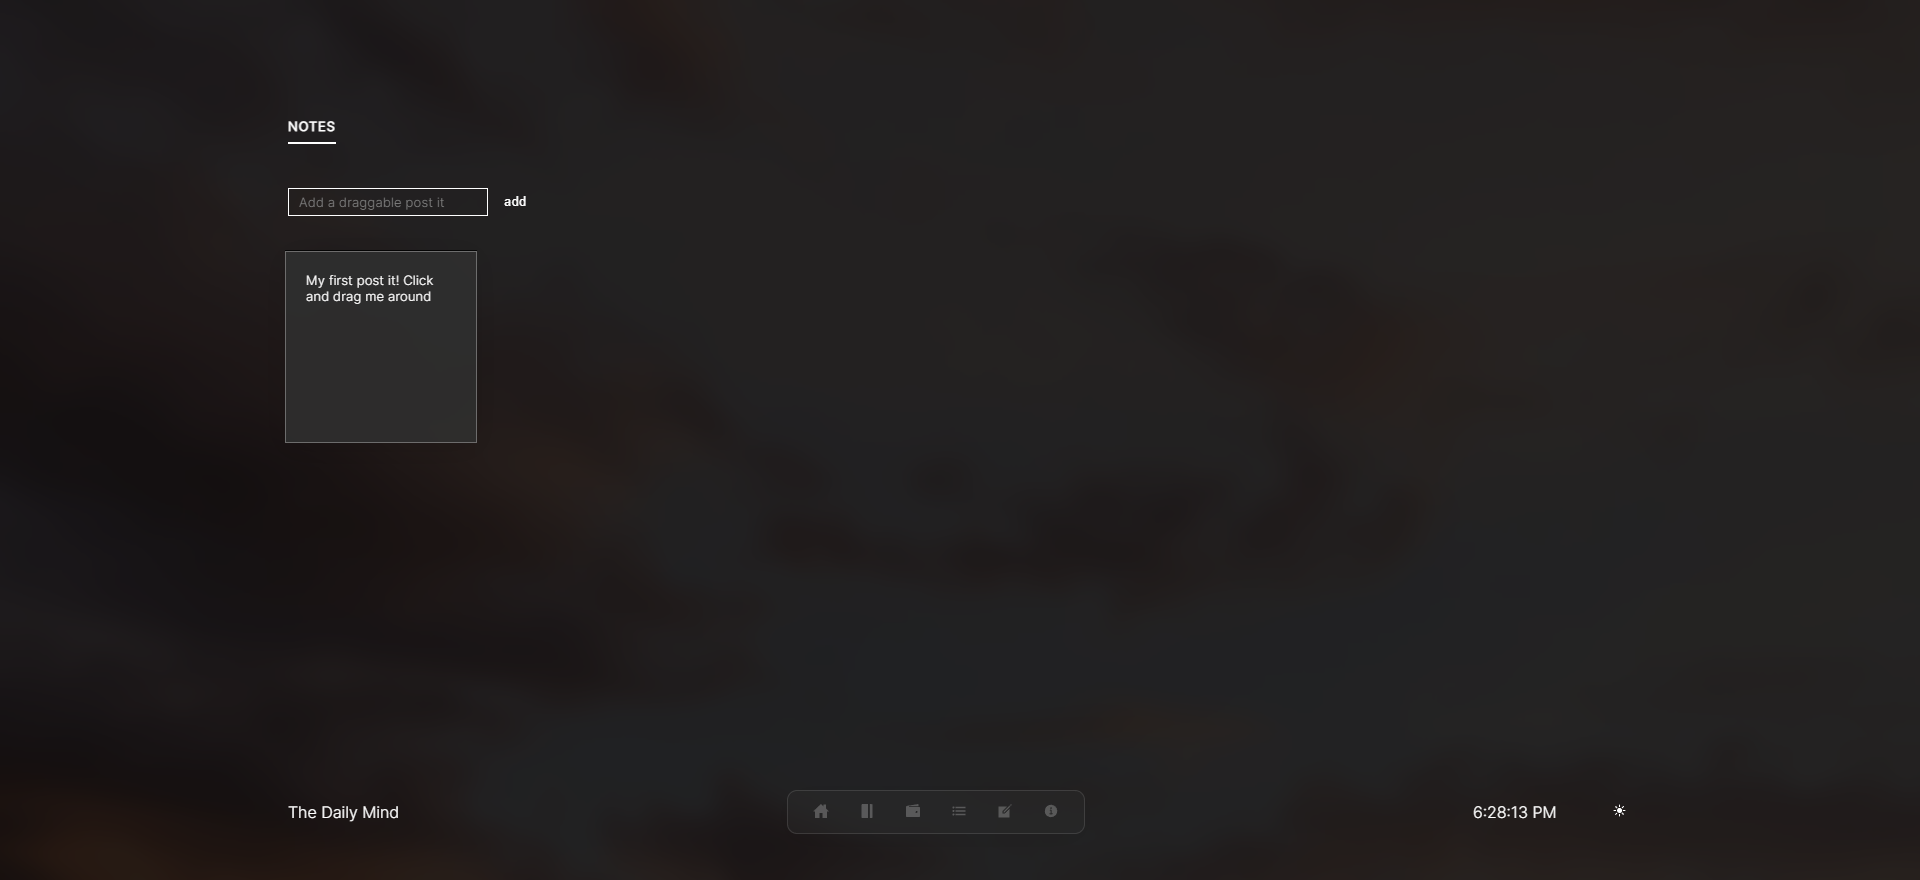 NOTES
Add a draggable post it
add
My first post it! Click
and drag me around
The Daily Mind
6:28:13 PM